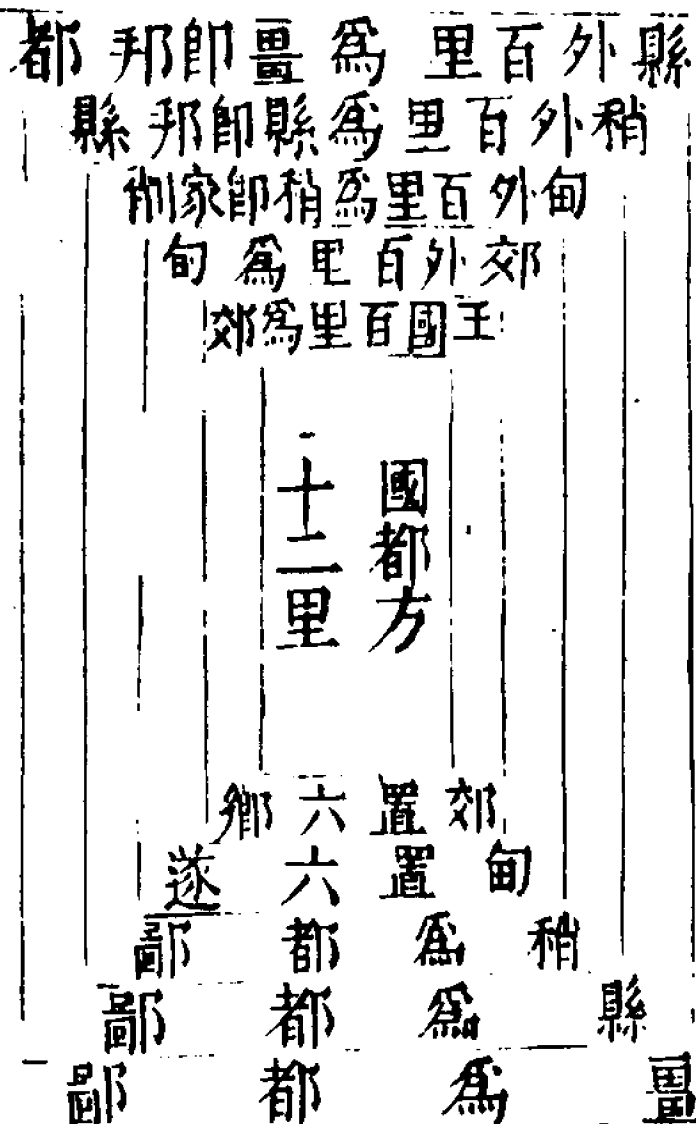 縣外百里爲畺即邦都
稍外百里爲縣即邦縣
甸外百里爲稍即家削
郊外百里爲甸
王國百里爲郊
國都方
十二里
郊置六鄉
甸置六遂
稍爲都鄙
縣爲都鄙
畺爲都鄙